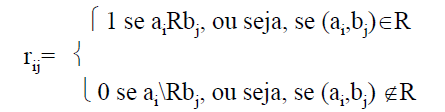 ⎧ 1 se aᵢRbⱼ, ou seja, se (aᵢ,bⱼ)∈R
rᵢⱼ= ⎨
⎩ 0 se aᵢ\Rbⱼ, ou seja, se (aᵢ,bⱼ) ∉R